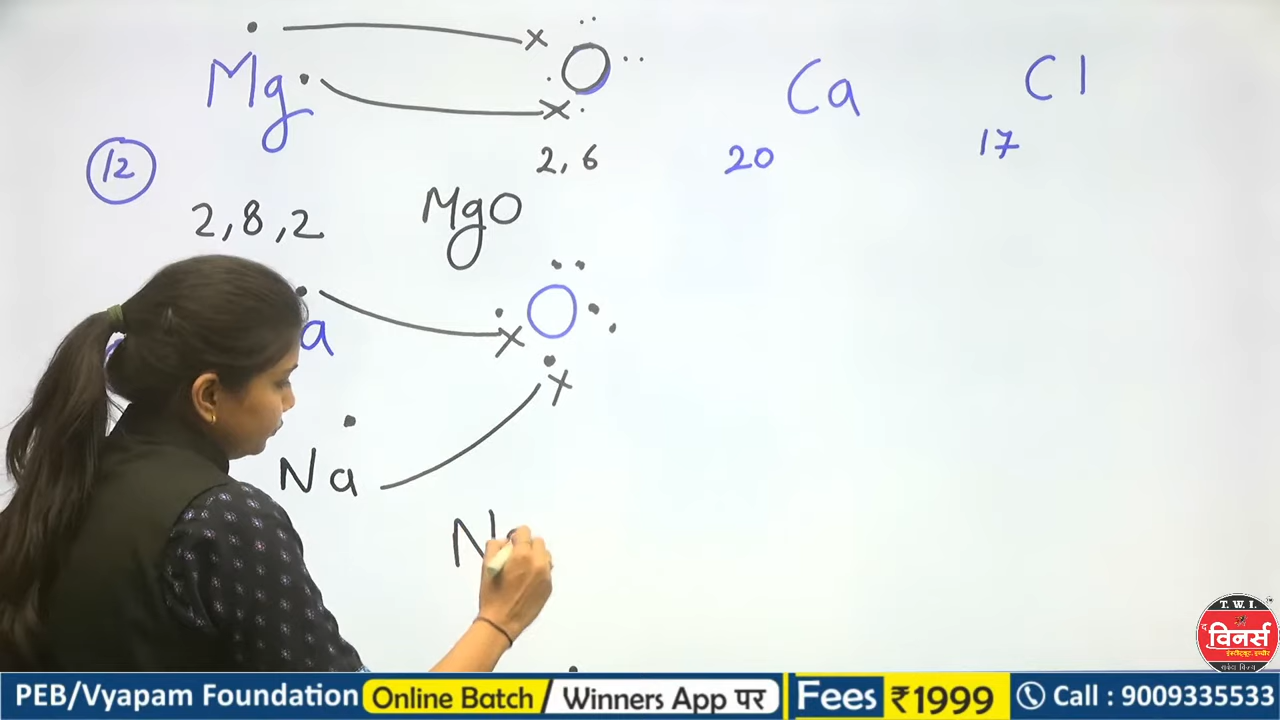 Mg O
12
2,8,2
2,6
MgO
a O
Na
N
Ca Cl
20 17
T. W. I.
द
विनर्स
PEB/Vyapam Foundation Online Batch / Winners App पर Fees ₹1999 Call : 9009335533